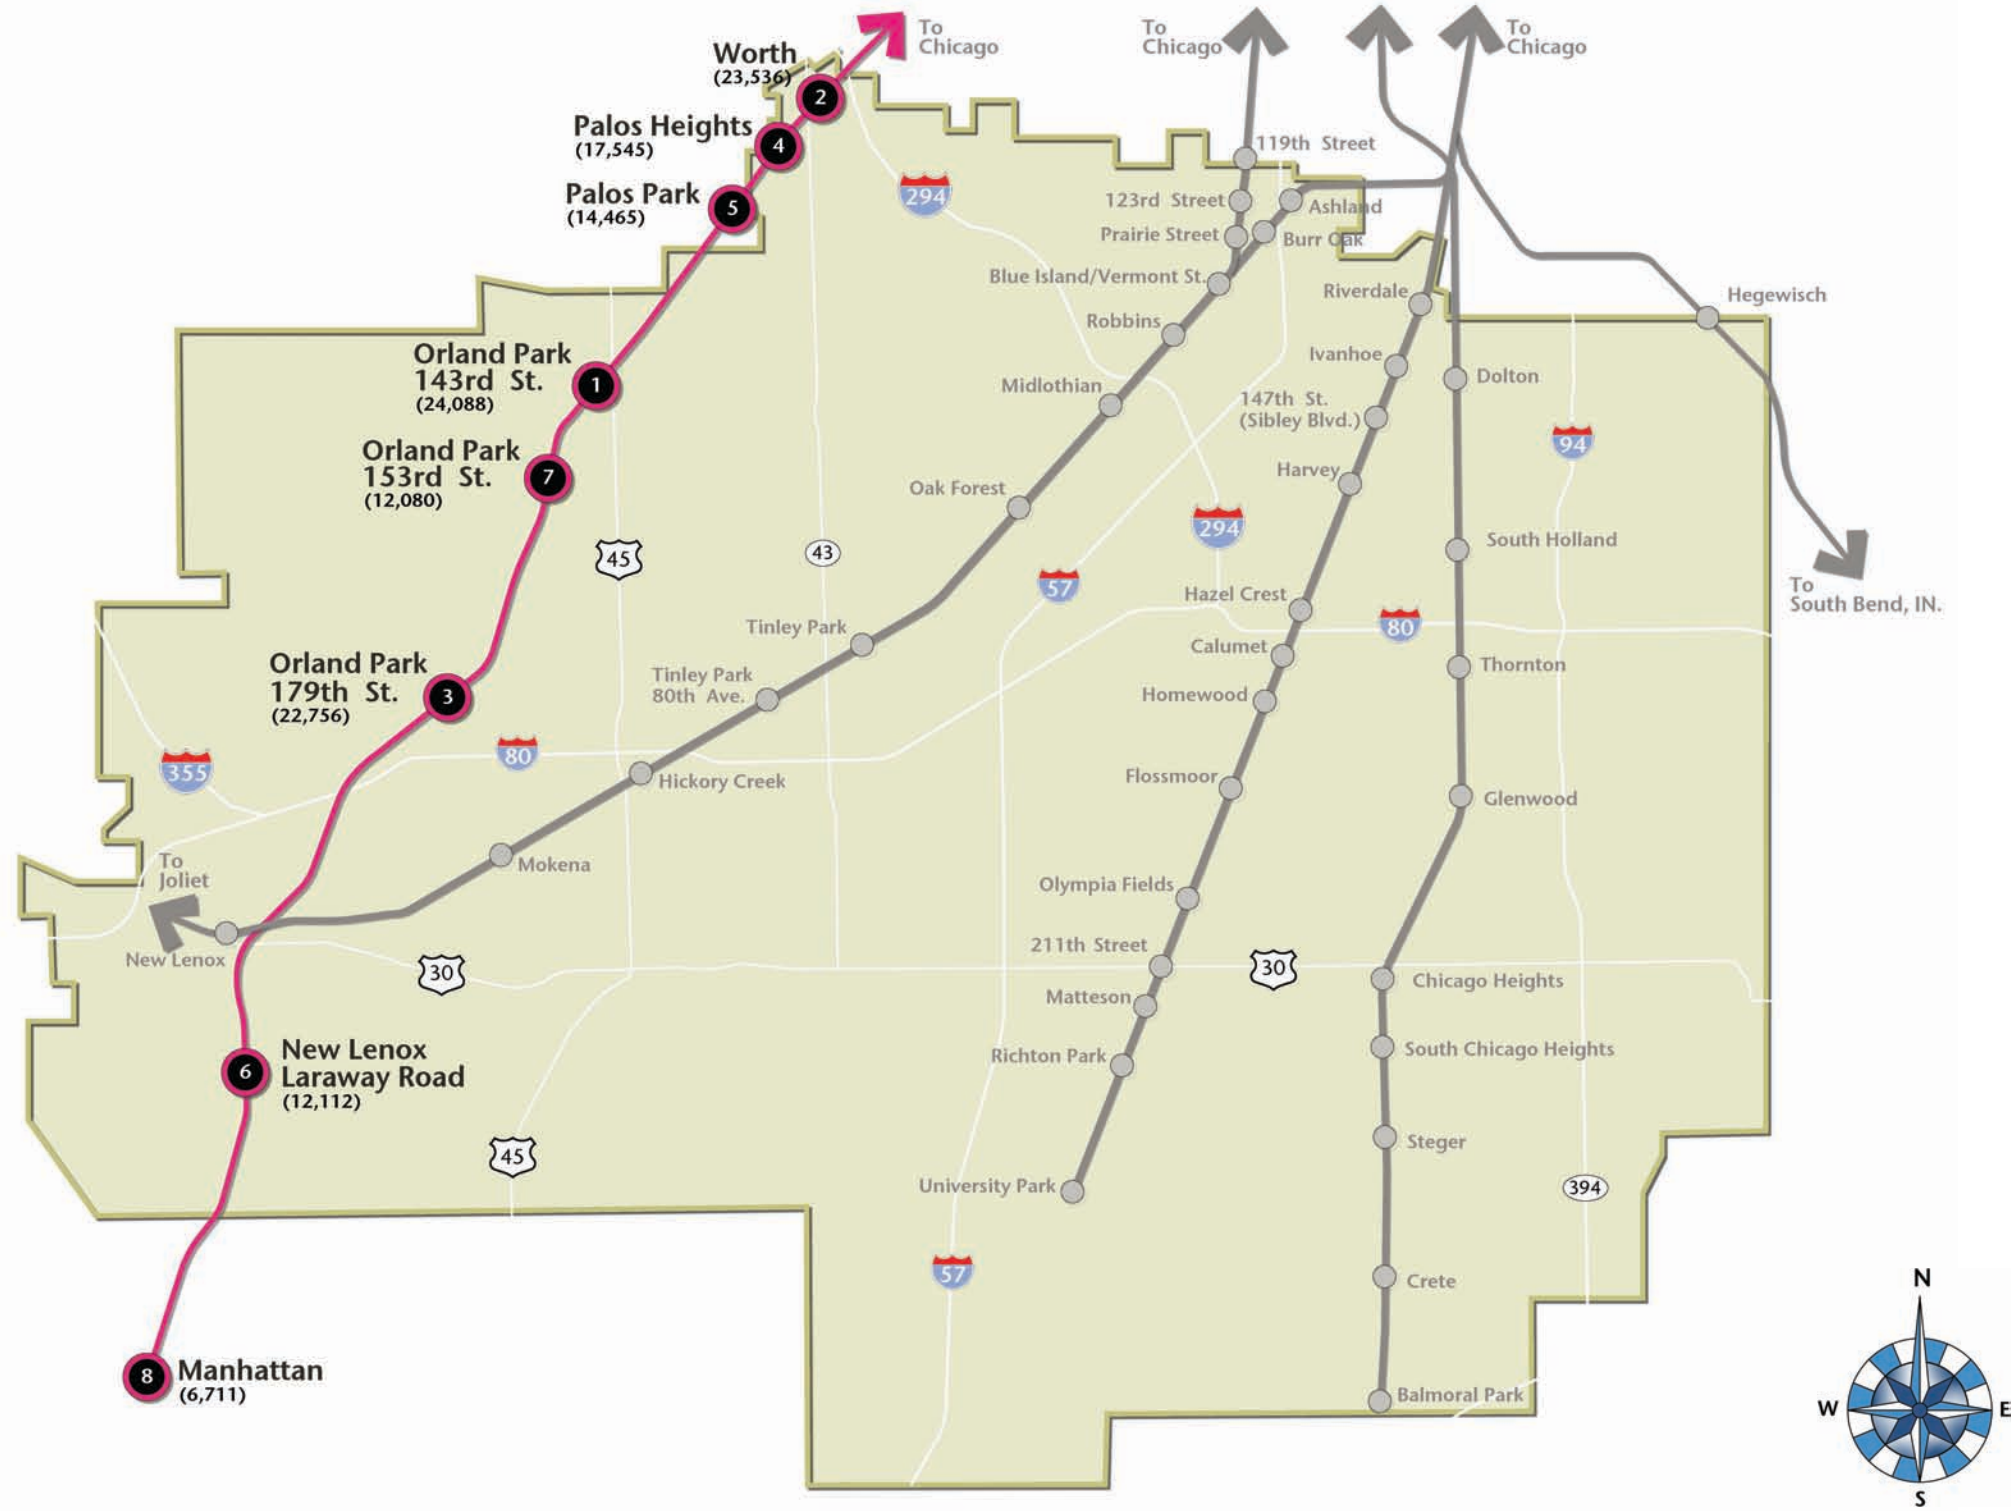 To
Chicago
To
Chicago
To
Chicago
Worth
(23,536)
2
Palos Heights
(17,545)
4
Palos Park
(14,465)
5
294
119th Street
123rd Street
Ashland
Prairie Street
Burr Oak
Blue Island/Vermont St.
Riverdale
Hegewisch
Robbins
Orland Park
143rd St.
(24,088)
1
Ivanhoe
Dolton
Midlothian
147th St.
(Sibley Blvd.)
94
Orland Park
153rd St.
(12,080)
7
Harvey
Oak Forest
294
South Holland
45
43
57
To
South Bend, IN.
Hazel Crest
80
Tinley Park
Calumet
Orland Park
179th St.
(22,756)
3
Tinley Park
80th Ave.
Thornton
Homewood
355
80
Hickory Creek
Flossmoor
Glenwood
To
Joliet
Mokena
Olympia Fields
New Lenox
30
211th Street
30
Chicago Heights
Matteson
New Lenox
Laraway Road
(12,112)
6
Richton Park
South Chicago Heights
45
Steger
University Park
394
57
Crete
8
Manhattan
(6,711)
Balmoral Park
N
W
E
S